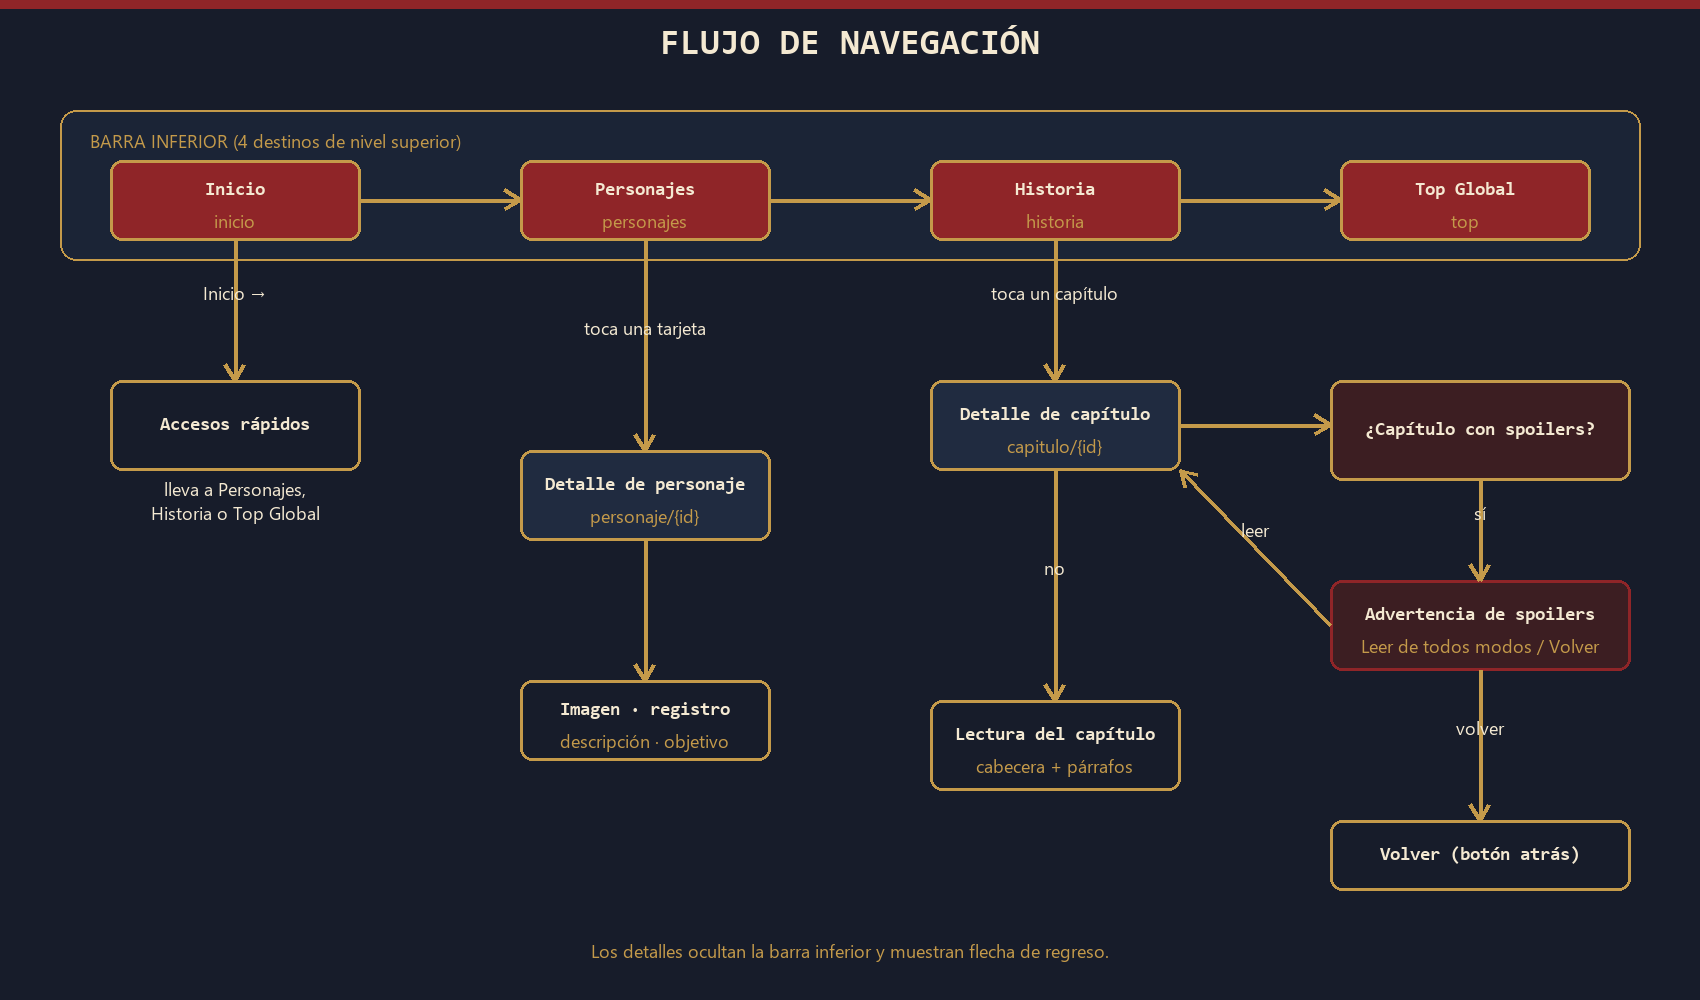 FLUJO DE NAVEGACIÓN
BARRA INFERIOR (4 destinos de nivel superior)
Inicio
inicio
Personajes
personajes
Historia
historia
Top Global
top
Inicio →
toca una tarjeta
toca un capítulo
Accesos rápidos
lleva a Personajes,
Historia o Top Global
Detalle de personaje
personaje/{id}
Imagen · registro
descripción · objetivo
Detalle de capítulo
capitulo/{id}
¿Capítulo con spoilers?
sí
leer
no
Advertencia de spoilers
Leer de todos modos / Volver
Lectura del capítulo
cabecera + párrafos
volver
Volver (botón atrás)
Los detalles ocultan la barra inferior y muestran flecha de regreso.